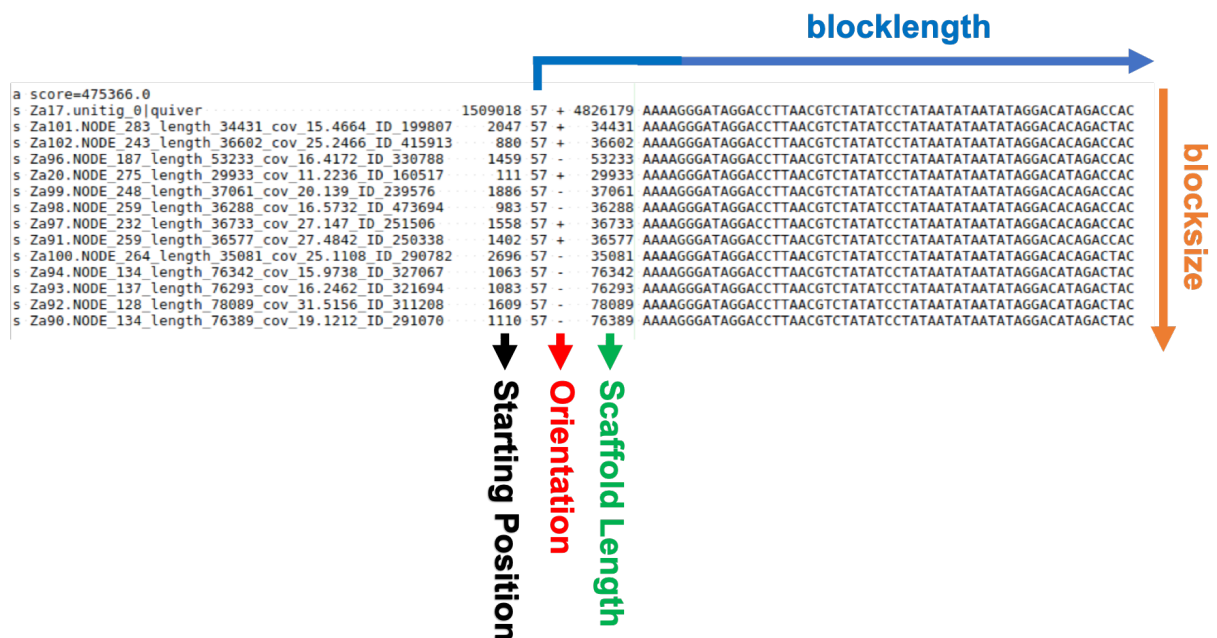 blocklength
a score=475366.0
s Za17.unitig_0|quiver 1509018 57 + 4826179 AAAAGGGATAGGACCTTAACGTCTATATCCTATAATATAATATAGGACATAGACCAC
s Za101.NODE_283_length_34431_cov_15.4664_ID_199807 2047 57 + 34431 AAAAGGGATAGGACCTTAACGTCTATATCCTATAATATAATATAGGACACAGACTAC
s Za102.NODE_243_length_36602_cov_25.2466_ID_415913 880 57 + 36602 AAAAGGGATAGGACCTTAACGTCTATATCCTATAATATAATATAGGACACAGACCAC
s Za96.NODE_187_length_53233_cov_16.4172_ID_330788 1459 57 - 53233 AAAAGGGATAGGACCTTAACGTCTATATCCTATAATATAATATAGGACATAGACCAC
s Za20.NODE_275_length_29933_cov_11.2236_ID_160517 111 57 + 29933 AAAAGGGATAGGACCTTAACGTCTATATCCTATAATATAATATAGGACATAGACCAC
s Za99.NODE_248_length_37061_cov_20.139_ID_239576 1886 57 - 37061 AAAAGGGATAGGACCTTAACGTCTATATCCTATAATATAATATAGGACACAGACCAC
s Za98.NODE_259_length_36288_cov_16.5732_ID_473694 983 57 - 36288 AAAAGGGATAGGACCTTAACGTCTATATCCTATAATATAATATAGGACACAGACTAC
s Za97.NODE_232_length_36733_cov_27.147_ID_251506 1558 57 + 36733 AAAAGGGATAGGACCTTAACGTCTATATCCTATAATATAATATAGGACACAGACCAC
s Za91.NODE_259_length_36577_cov_27.4842_ID_250338 1402 57 + 36577 AAAAGGGATAGGACCTTAACGTCTATATCCTATAATATAATATAGGACACAGACCAC
s Za100.NODE_264_length_35081_cov_25.1108_ID_290782 2696 57 - 35081 AAAAGGGATAGGACCTTAACGTCTATATCCTATAATATAATATAGGACACAGACTAC
s Za94.NODE_134_length_76342_cov_15.9738_ID_327067 1063 57 - 76342 AAAAGGGATAGGACCTTAACGTCTATATCCTATAATATAATATAGGACATAGACTAC
s Za93.NODE_137_length_76293_cov_16.2462_ID_321694 1083 57 - 76293 AAAAGGGATAGGACCTTAACGTCTATATCCTATAATATAATATAGGACATAGACTAC
s Za92.NODE_128_length_78089_cov_31.5156_ID_311208 1609 57 - 78089 AAAAGGGATAGGACCTTAACGTCTATATCCTATAATATAATATAGGACATAGACTAC
s Za90.NODE_134_length_76389_cov_19.1212_ID_291070 1110 57 - 76389 AAAAGGGATAGGACCTTAACGTCTATATCCTATAATATAATATAGGACATAGACTAC
blocksize
Starting Position
Orientation
Scaffold Length